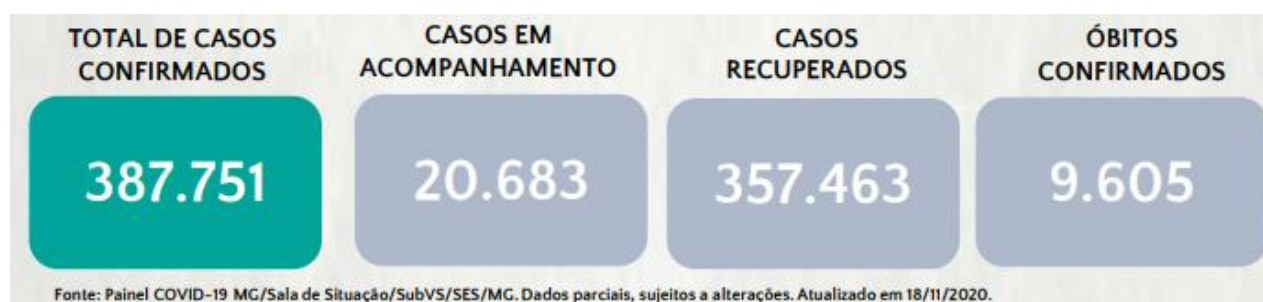 TOTAL DE CASOS
CONFIRMADOS
387.751
CASOS EM
ACOMPANHAMENTO
20.683
CASOS
RECUPERADOS
357.463
ÓBITOS
CONFIRMADOS
9.605
Fonte: Painel COVID-19 MG/Sala de Situação/SubVS/SES/MG. Dados parciais, sujeitos a alterações. Atualizado em 18/11/2020.